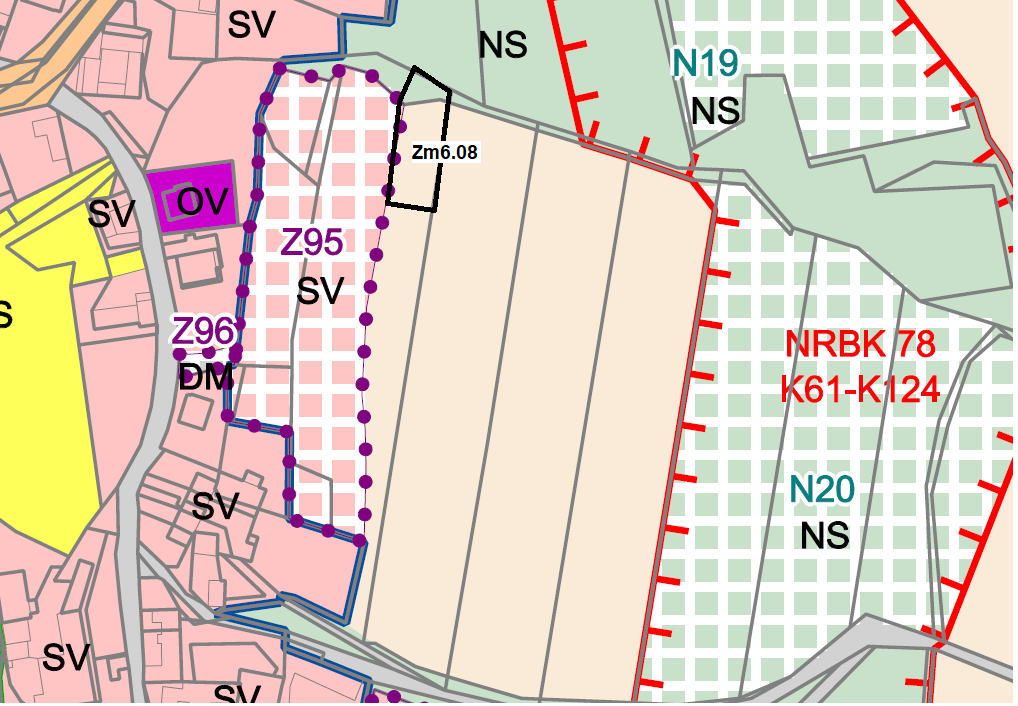 SV
NS
N19
NS
Zm6.08
OV
SV
Z95
SV
S
Z96
DM
NRBK 78
K61-K124
N20
NS
SV
SV
SV